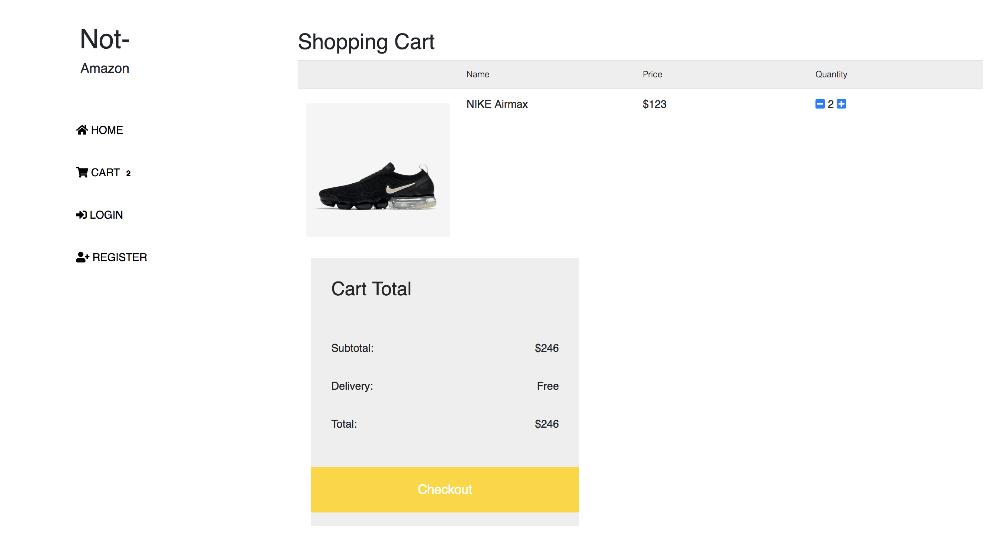 Not-
Amazon
HOME
CART 2
LOGIN
REGISTER
Shopping Cart
Name Price Quantity
NIKE Airmax $123 2
Cart Total
Subtotal: $246
Delivery: Free
Total: $246
Checkout